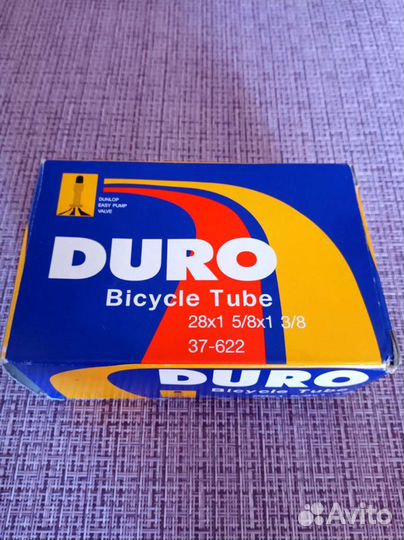 DUNLOP
EASY PUMP
VALVE
DURO
Bicycle Tube
28x1 5/8x1 3/8
37-622
DURO
Bicycle Tube
Avito